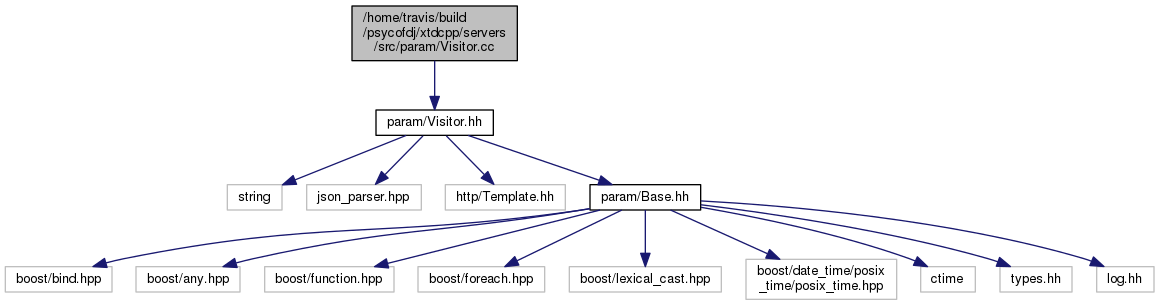 /home/travis/build
/psycofdj/xtdcpp/servers
/src/param/Visitor.cc
param/Visitor.hh
string
json_parser.hpp
http/Template.hh
param/Base.hh
boost/bind.hpp
boost/any.hpp
boost/function.hpp
boost/foreach.hpp
boost/lexical_cast.hpp
boost/date_time/posix
_time/posix_time.hpp
ctime
types.hh
log.hh